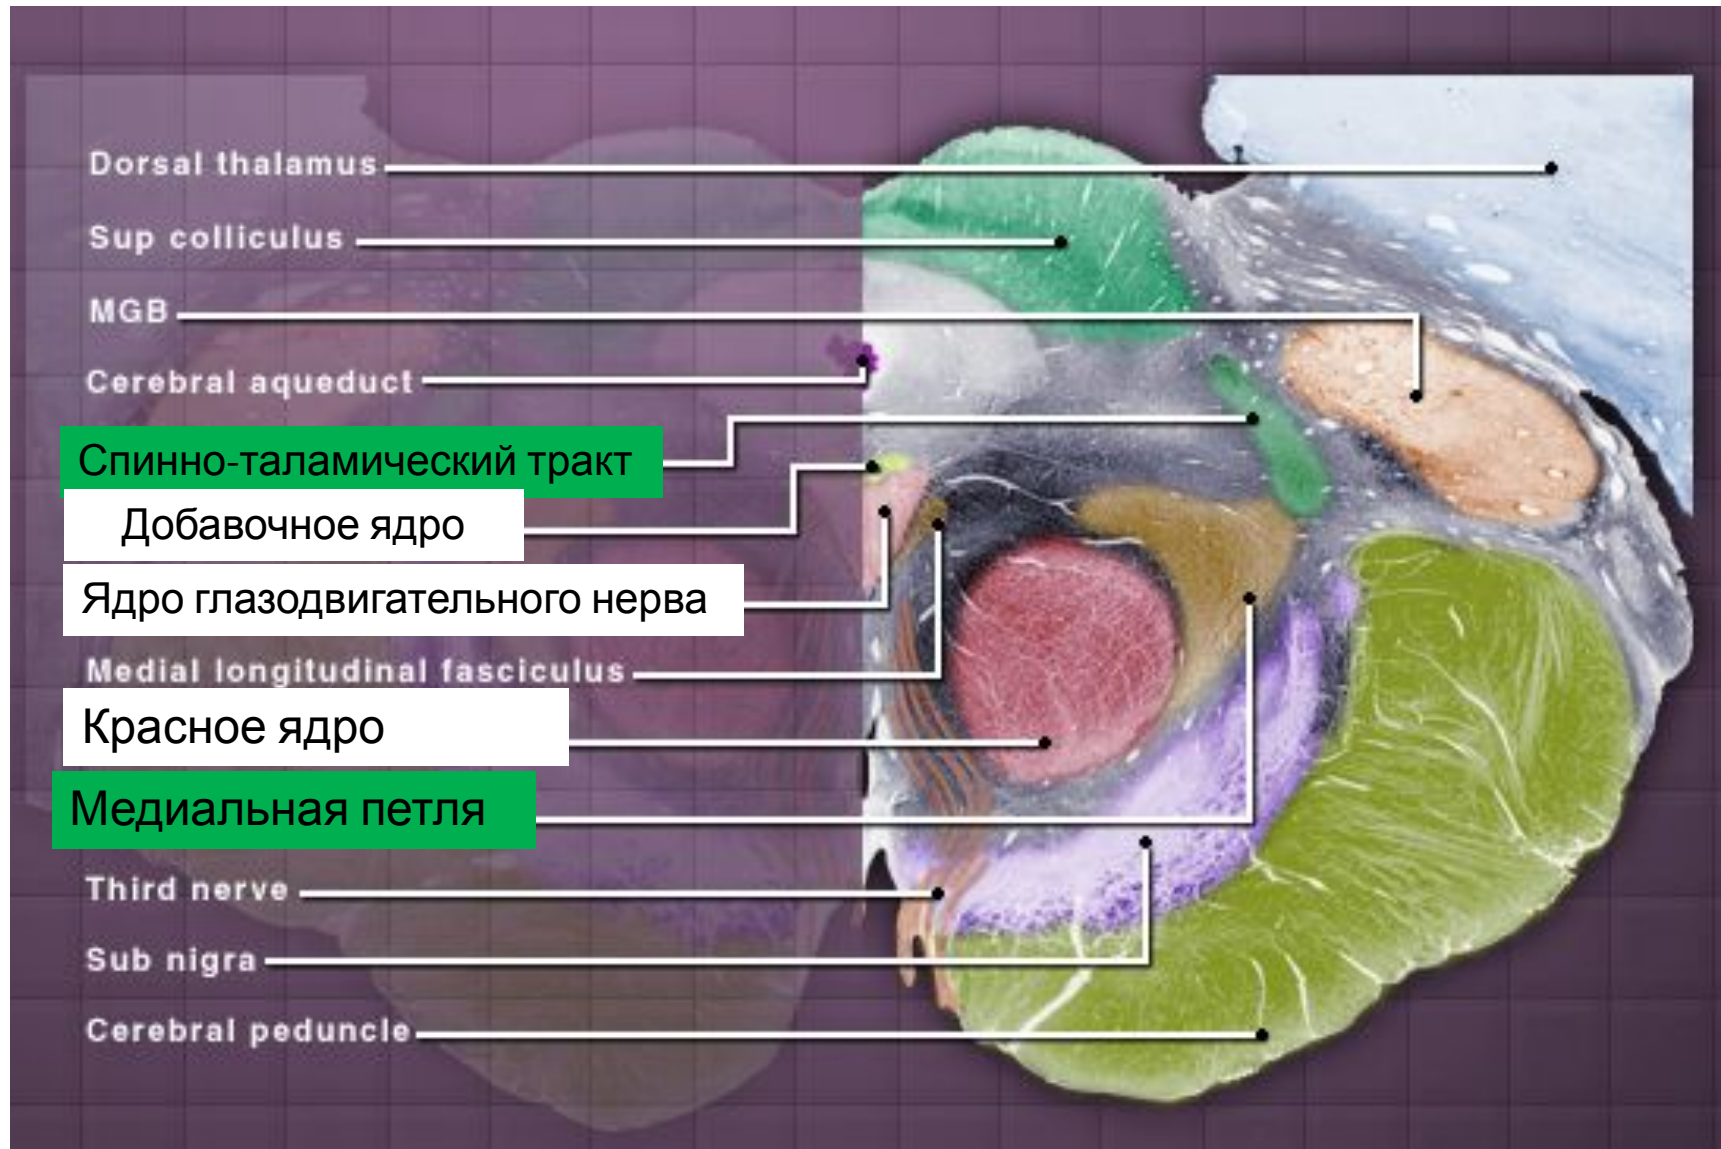 Dorsal thalamus
Sup colliculus
MGB
Cerebral aqueduct
Спинно-таламический тракт
Добавочное ядро
Ядро глазодвигательного нерва
Medial longitudinal fasciculus
Красное ядро
Медиальная петля
Third nerve
Sub nigra
Cerebral peduncle